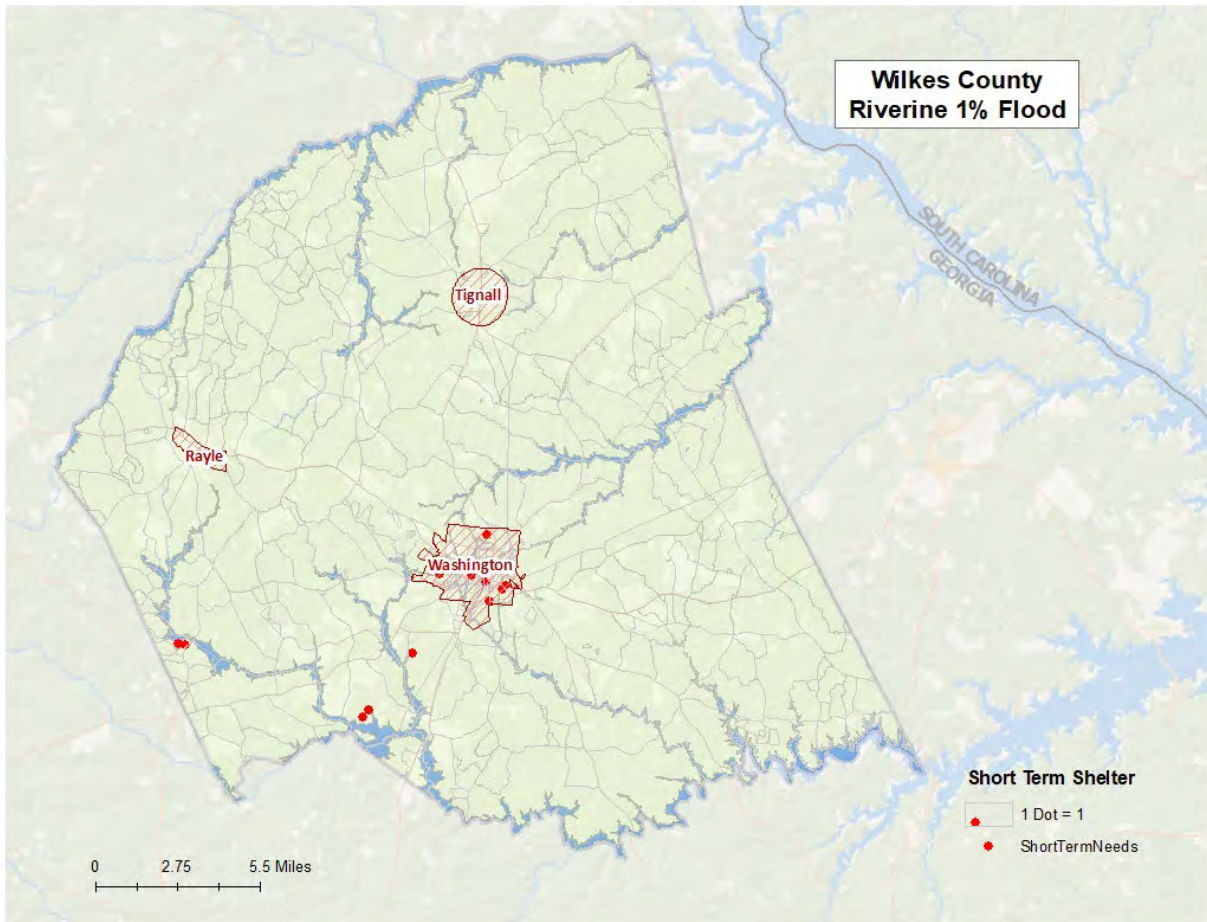 Wilkes County
Riverine 1% Flood
SOUTH CAROLINA
GEORGIA
Tignall
Rayle
Washington
Short Term Shelter
1 Dot = 1
ShortTermNeeds
0 2.75 5.5 Miles